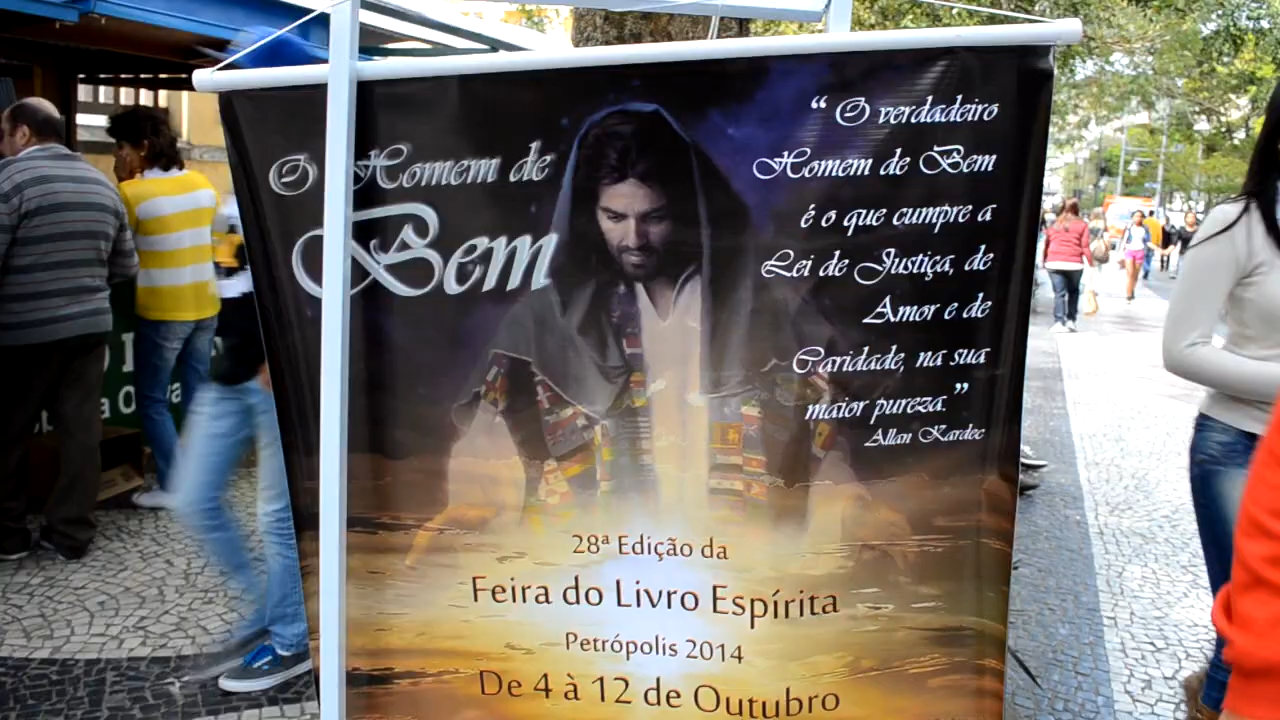 O Homem de
Bem
“ O verdadeiro
Homem de Bem
é o que cumpre a
Lei de Justiça, de
Amor e de
Caridade, na sua
maior pureza.”
Allan Kardec
28ª Edição da
Feira do Livro Espírita
Petrópolis 2014
De 4 à 12 de Outubro